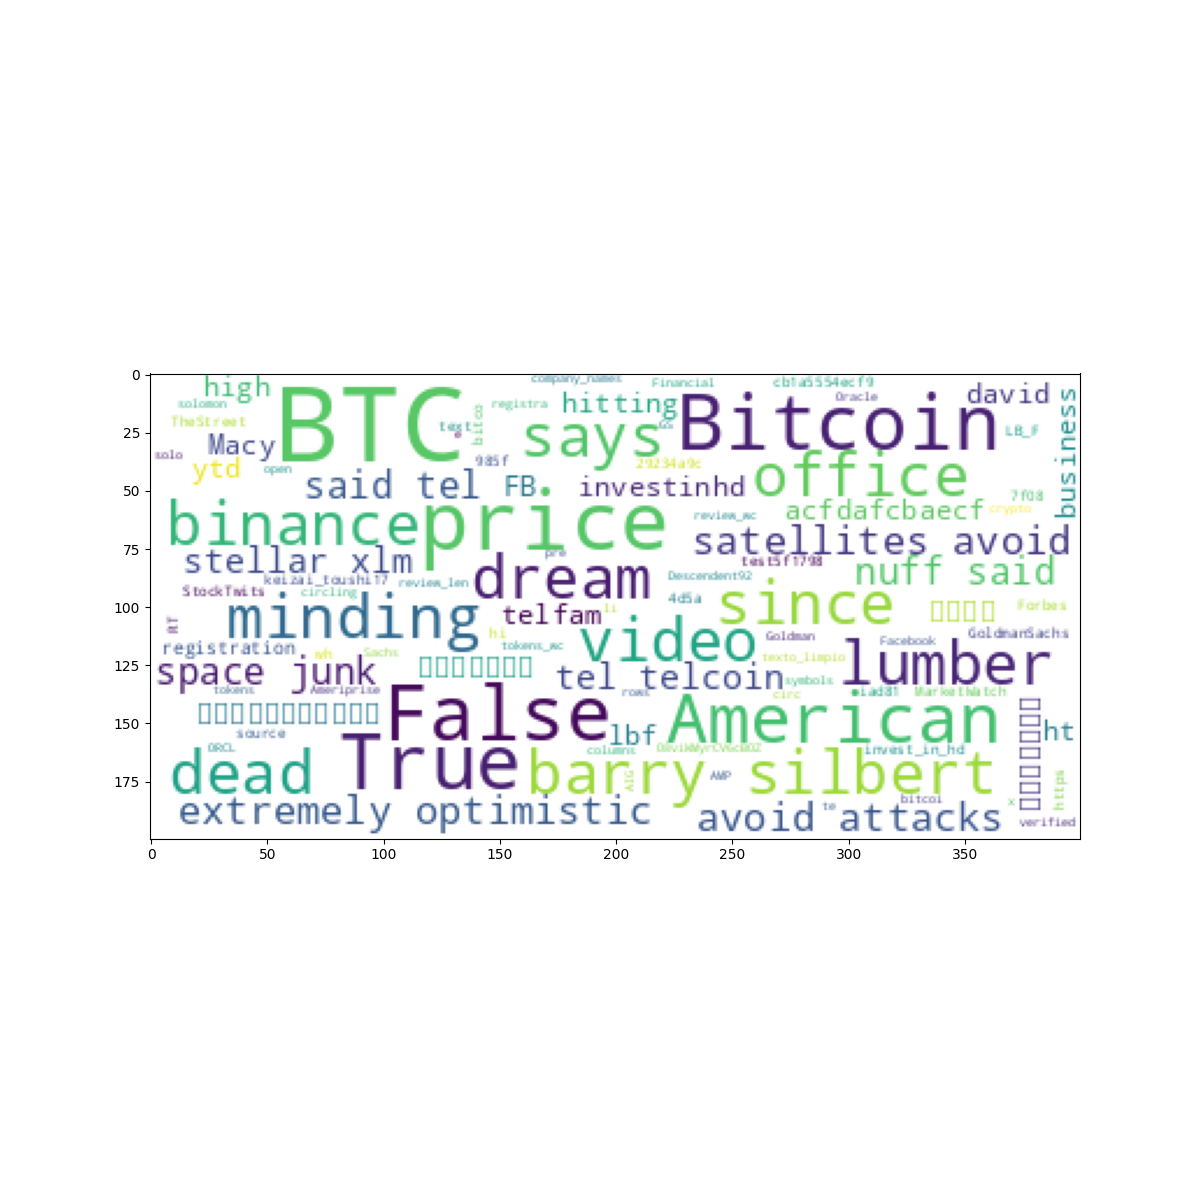 company_names
Financial
cb1a5554ecf9
0
high
BTC
solomon
registra
hitting
Bitcoin
Oracle
david
business
TheStreet
bitco
text
says
GS
LB_F
25
Macy
solo
ytd
open
985f
29234a9c
office
50
said tel
FB
investinhd
7f08
binance
price
review_wc
acfdafcbaecf
crypto
satellites avoid
75
stellar xlm
pre
test5f1798
keizai_toushi17
review_len
dream
Descendent92
nuff said
StockTwits
circling
4d5a
since
100
minding
telfam
li
Forbes
RT
hi
video
Goldman
GoldmanSachs
registration
wh
Sachs
tokens_wc
texto_limpio
Facebook
lumber
125
space junk
tel telcoin
symbols
tokens
Ameriprise
False
rows
circ
iad81
MarketWatch
150
source
lbf
American
ht
ORCL
True
columns
invest_in_hd
175
dead
barry silbert
AIG
AMP
https
extremely optimistic
avoid attacks
te
bitcoi
x
verified
0 50 100 150 200 250 300 350